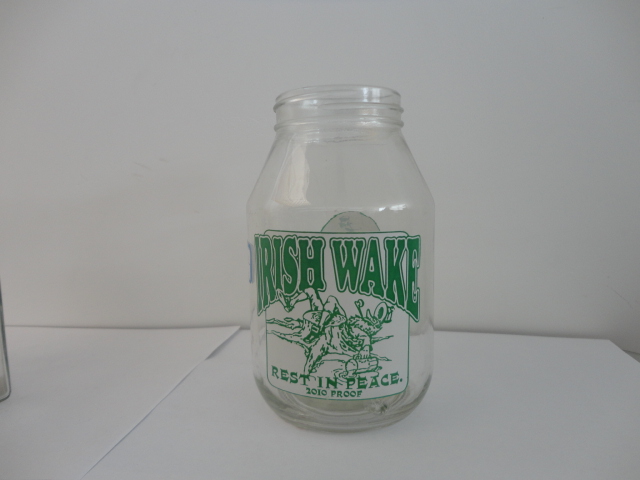 IRISH WAKE
REST IN PEACE.
2010 PROOF